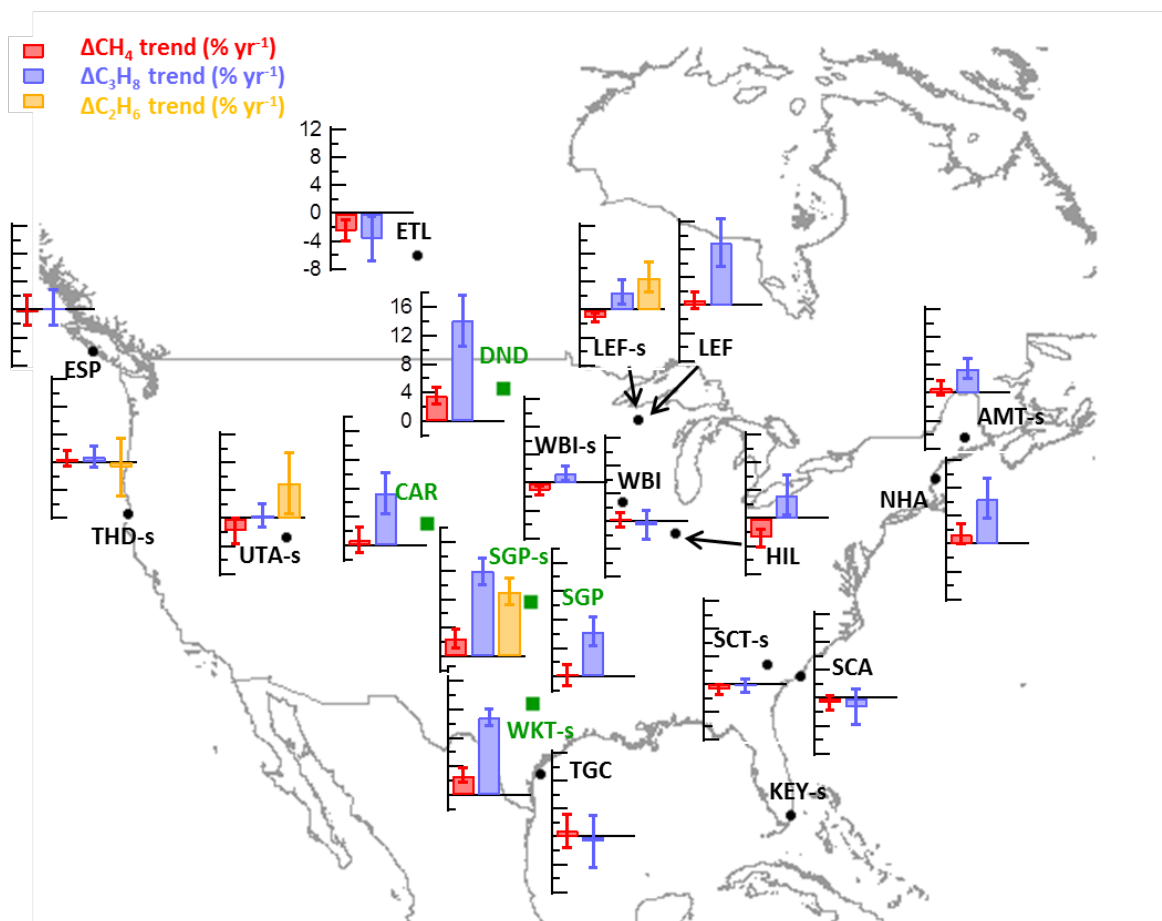 ΔCH₄ trend (% yr⁻¹)
ΔC₃H₈ trend (% yr⁻¹)
ΔC₂H₆ trend (% yr⁻¹)
12
8
4
0
-4
-8
ETL
ESP
16
12
8
4
0
DND
LEF-s
LEF
AMT-s
THD-s
UTA-s
CAR
WBI-s
WBI
HIL
NHA
SGP-s
SGP
SCT-s
SCA
WKT-s
TGC
KEY-s